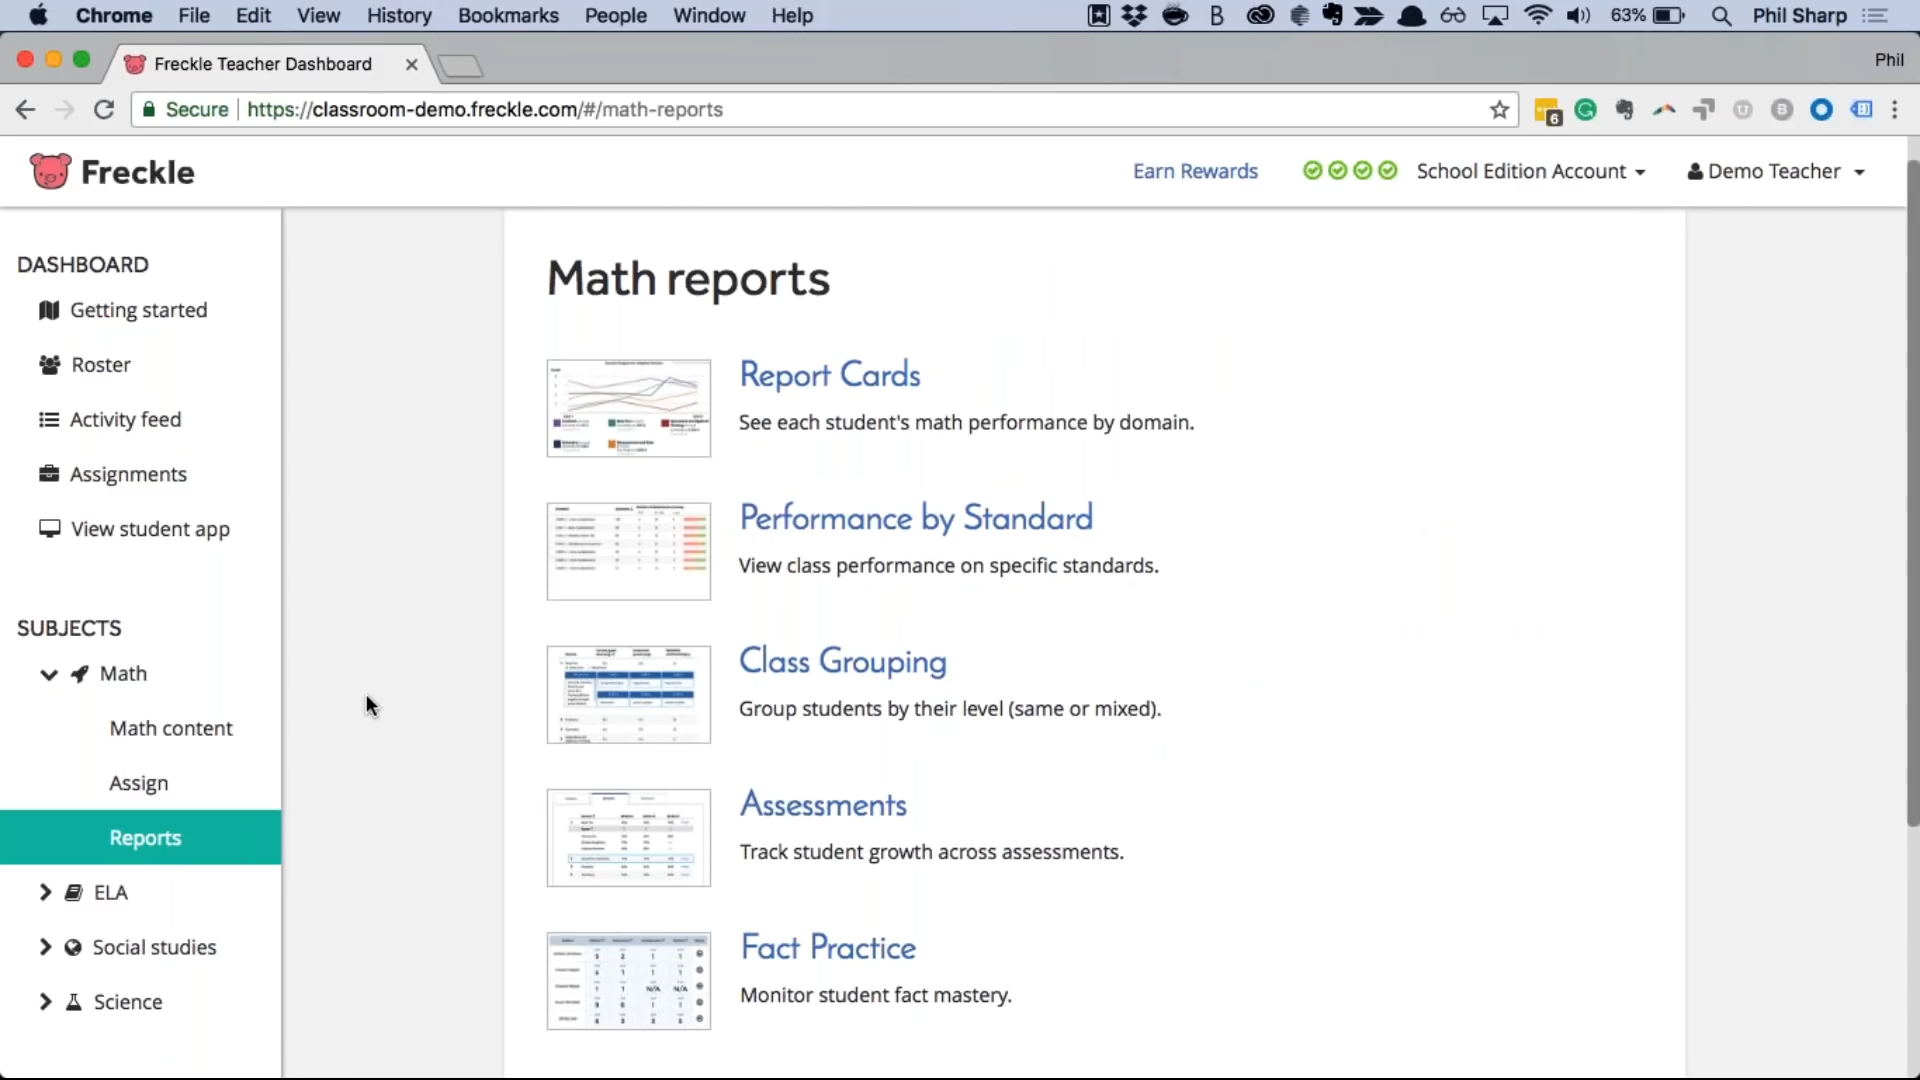 Chrome File Edit View History Bookmarks People Window Help 63% Phil Sharp
Freckle Teacher Dashboard Phil
Secure https://classroom-demo.freckle.com/#/math-reports 6
Freckle Earn Rewards School Edition Account Demo Teacher
DASHBOARD
Getting started
Roster
Activity feed
Assignments
View student app
SUBJECTS
Math
Math content
Assign
Reports
ELA
Social studies
Science
Math reports
Report Cards
See each student's math performance by domain.
Performance by Standard
View class performance on specific standards.
Class Grouping
Group students by their level (same or mixed).
Assessments
Track student growth across assessments.
Fact Practice
Monitor student fact mastery.